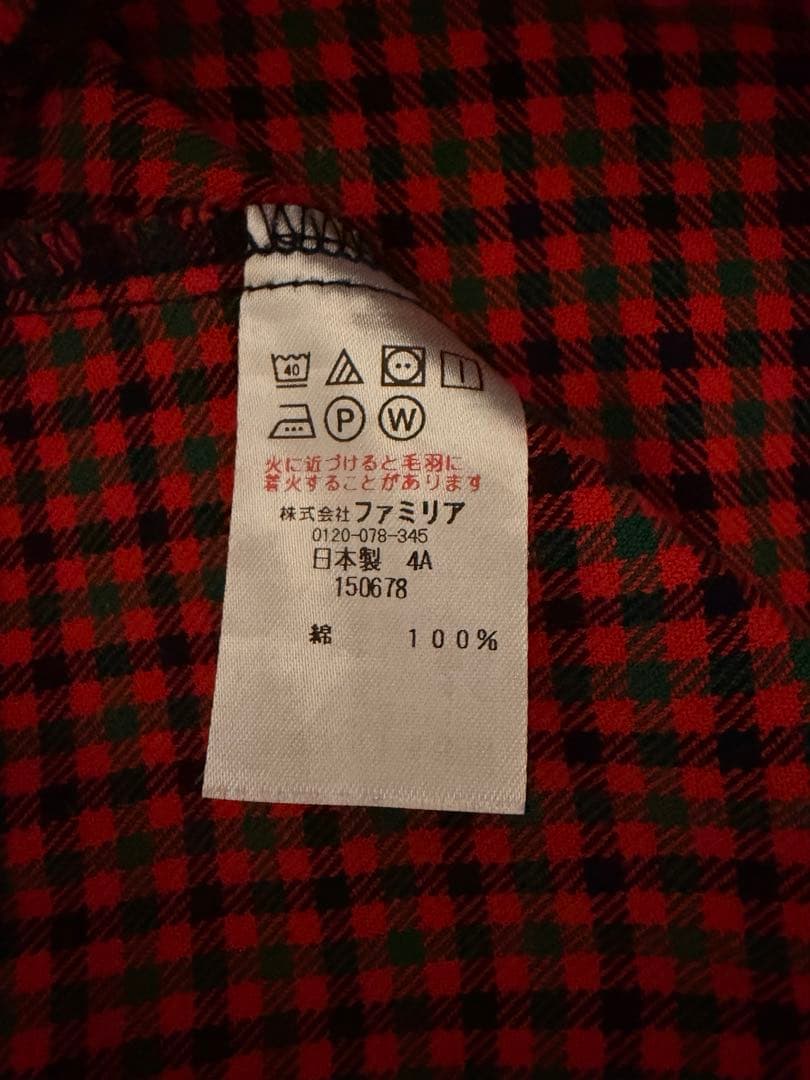 40
P W
火に近づけると毛羽に
着火することがあります
株式会社ファミリア
0120-078-345
日本製 4A
150678
綿 100%